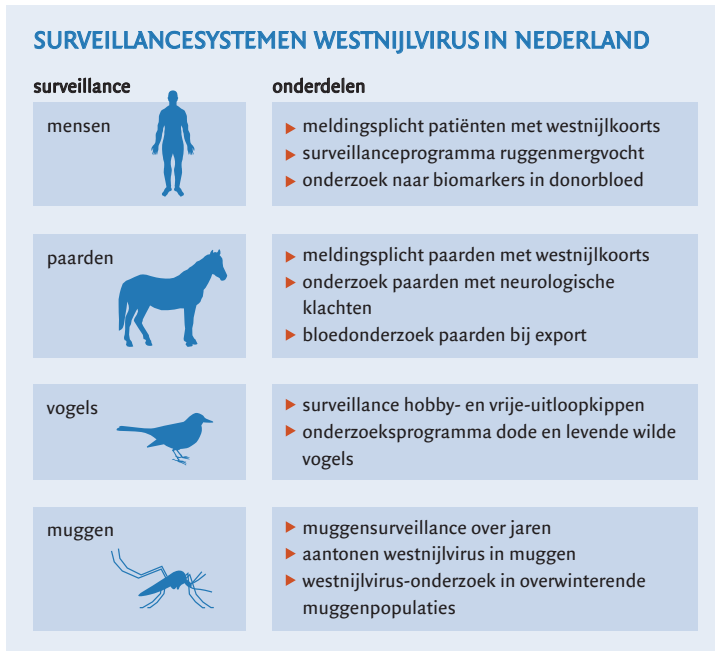 SURVEILLANCESYSTEMEN WESTNIJLVIRUS IN NEDERLAND
surveillance
onderdelen
mensen
▶ meldingsplicht patiënten met westnijlkoorts
▶ surveillanceprogramma ruggenmergvocht
▶ onderzoek naar biomarkers in donorbloed
paarden
▶ meldingsplicht paarden met westnijlkoorts
▶ onderzoek paarden met neurologische
klachten
▶ bloedonderzoek paarden bij export
vogels
▶ surveillance hobby- en vrije-uitloopkippen
▶ onderzoeksprogramma dode en levende wilde
vogels
muggen
▶ muggensurveillance over jaren
▶ aantonen westnijlvirus in muggen
▶ westnijlvirus-onderzoek in overwinterende
muggenpopulaties